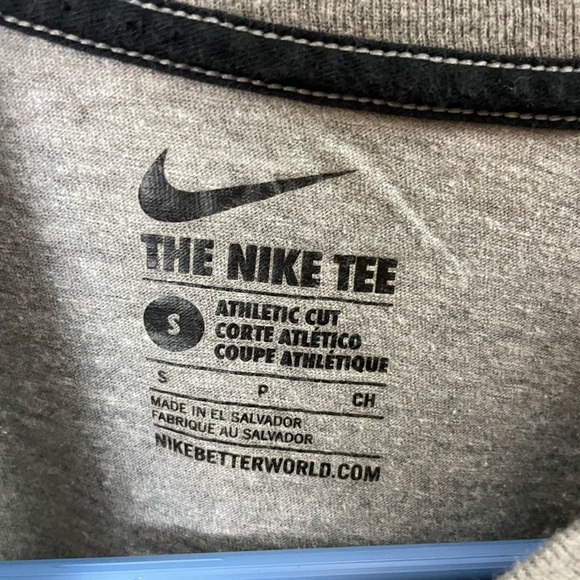 THE NIKE TEE
S
ATHLETIC CUT
CORTE ATLÉTICO
COUPE ATHLÉTIQUE
S P CH
MADE IN EL SALVADOR
FABRIQUE AU SALVADOR
NIKEBETTERWORLD.COM